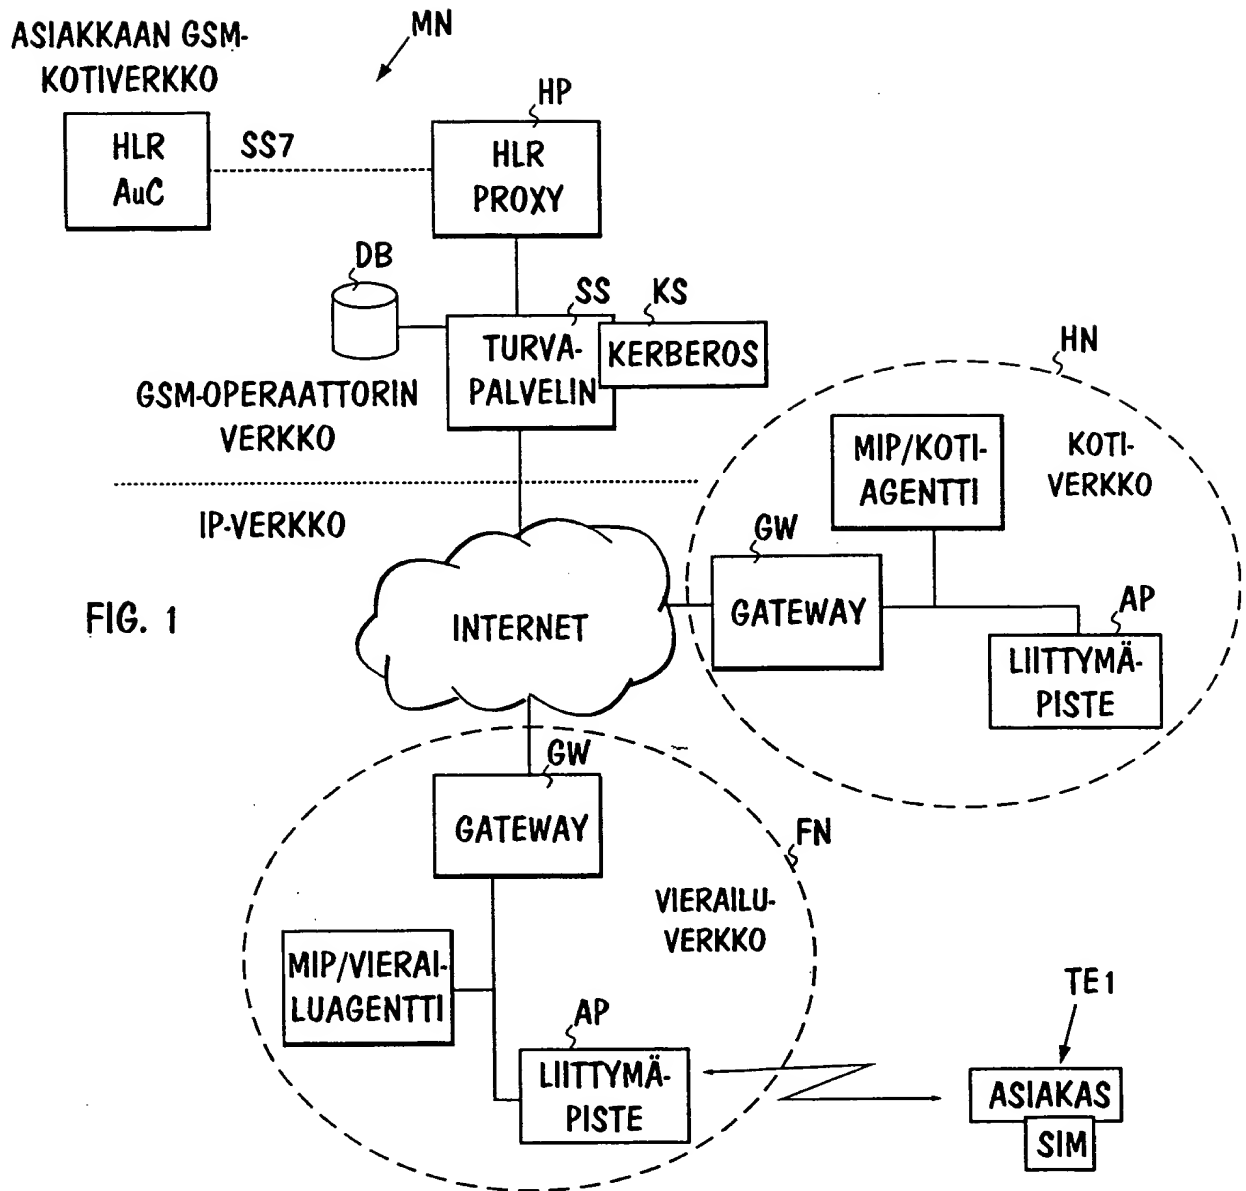 ASIAKKAAN GSM-
KOTIVERKKO
MN
HLR
AuC
SS7
HP
HLR
PROXY
DB
SS
KS
TURVA-
PALVELIN
KERBEROS
GSM-OPERAATTORIN
VERKKO
IP-VERKKO
HN
MIP/KOTI-
AGENTTI
KOTI-
VERKKO
GW
GATEWAY
AP
LIITTYMÄ-
PISTE
INTERNET
FIG. 1
GW
GATEWAY
FN
VIERAILU-
VERKKO
MIP/VIERAI-
LUAGENTTI
AP
LIITTYMÄ-
PISTE
TE1
ASIAKAS
SIM